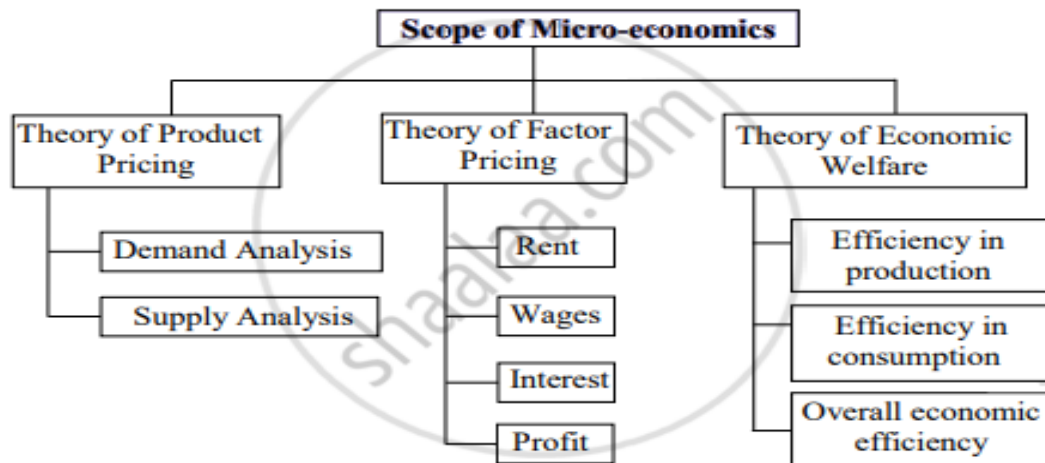 Scope of Micro-economics
Theory of Product
Pricing
Demand Analysis
Supply Analysis
Theory of Factor
Pricing
Rent
Wages
Interest
Profit
Theory of Economic
Welfare
Efficiency in
production
Efficiency in
consumption
Overall economic
efficiency
shaalaa.com